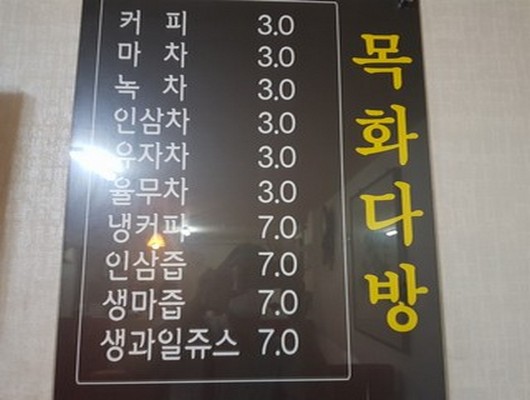 커 피 3.0
마 차 3.0
녹 차 3.0
인삼차 3.0
유자차 3.0
율무차 3.0
냉커피 7.0
인삼즙 7.0
생마즙 7.0
생과일쥬스 7.0
목화다방